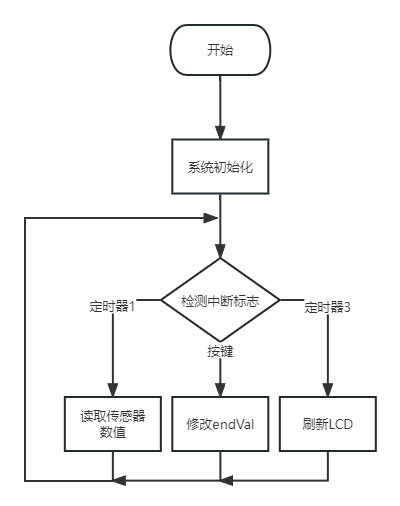 开始
系统初始化
检测中断标志
定时器1
定时器3
按键
读取传感器
数值
修改endVal
刷新LCD